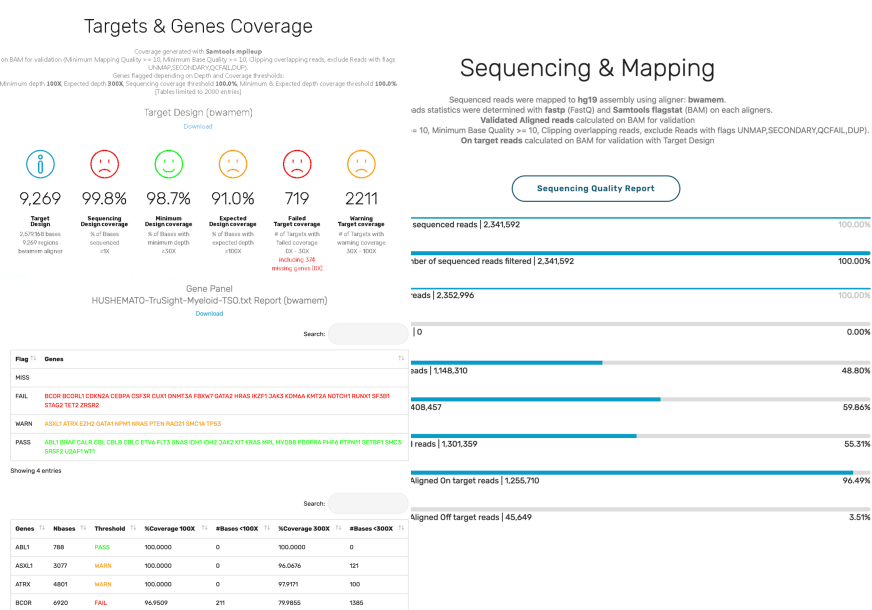 Targets & Genes Coverage
Coverage generated with Samtools mpileup
on BAM for validation (Minimum Mapping Quality >= 10, Minimum Base Quality >= 10, Clipping overlapping reads, exclude Reads with flags
UNMAP,SECONDARY,QCFAIL,DUP).
Genes flagged depending on Depth and Coverage thresholds:
Minimum depth 100X, Expected depth 300X, Sequencing coverage threshold 100.0%, Minimum & Expected depth coverage threshold 100.0%.
[Tables limited to 2000 entries]
Target Design (bwamem)
Download
9,269 99.8% 98.7% 91.0% 719 2211
Target Sequencing Minimum Expected Failed Warning
Design Design coverage Design coverage Design coverage Target coverage Target coverage
2,579,168 bases % of Bases % of Bases with % of Bases with # of Targets with # of Targets with
9,269 regions sequenced minimum depth expected depth failed coverage warning coverage
bwamem aligner ≥1X ≥30X ≥100X 0X - 30X 30X - 100X
including 374
missing genes (0X)
Gene Panel
HUSHEMATO-TruSight-Myeloid-TSO.txt Report (bwamem)
Download
Search:
Flag Genes
MISS
FAIL BCOR BCORL1 CDKN2A CEBPA CSF3R CUX1 DNMT3A FBXW7 GATA2 HRAS IKZF1 JAK3 KDM6A KMT2A NOTCH1 RUNX1 SF3B1
STAG2 TET2 ZRSR2
WARN ASXL1 ATRX EZH2 GATA1 NPM1 NRAS PTEN RAD21 SMC1A TP53
PASS ABL1 BRAF CALR CBL CBLB CBLC ETV6 FLT3 GNAS IDH1 IDH2 JAK2 KIT KRAS MPL MYD88 PDGFRA PHF6 PTPN11 SETBP1 SMC3
SRSF2 U2AF1 WT1
Showing 4 entries
Search:
Genes Nbases Threshold %Coverage 100X #Bases <100X %Coverage 300X #Bases <300X
ABL1 788 PASS 100.0000 0 100.0000 0
ASXL1 3077 WARN 100.0000 0 96.0676 121
ATRX 4801 WARN 100.0000 0 97.9171 100
BCOR 6920 FAIL 96.9509 211 79.9855 1385
Sequencing & Mapping
Sequenced reads were mapped to hg19 assembly using aligner: bwamem.
ads statistics were determined with fastp (FastQ) and Samtools flagstat (BAM) on each aligners.
Validated Aligned reads calculated on BAM for validation
>= 10, Minimum Base Quality >= 10, Clipping overlapping reads, exclude Reads with flags UNMAP,SECONDARY,QCFAIL,DUP).
On target reads calculated on BAM for validation with Target Design
Sequencing Quality Report
sequenced reads | 2,341,592 100.00%
ber of sequenced reads filtered | 2,341,592 100.00%
reads | 2,352,996 100.00%
| 0 0.00%
eads | 1,148,310 48.80%
408,457 59.86%
reads | 1,301,359 55.31%
Aligned On target reads | 1,255,710 96.49%
Aligned Off target reads | 45,649 3.51%